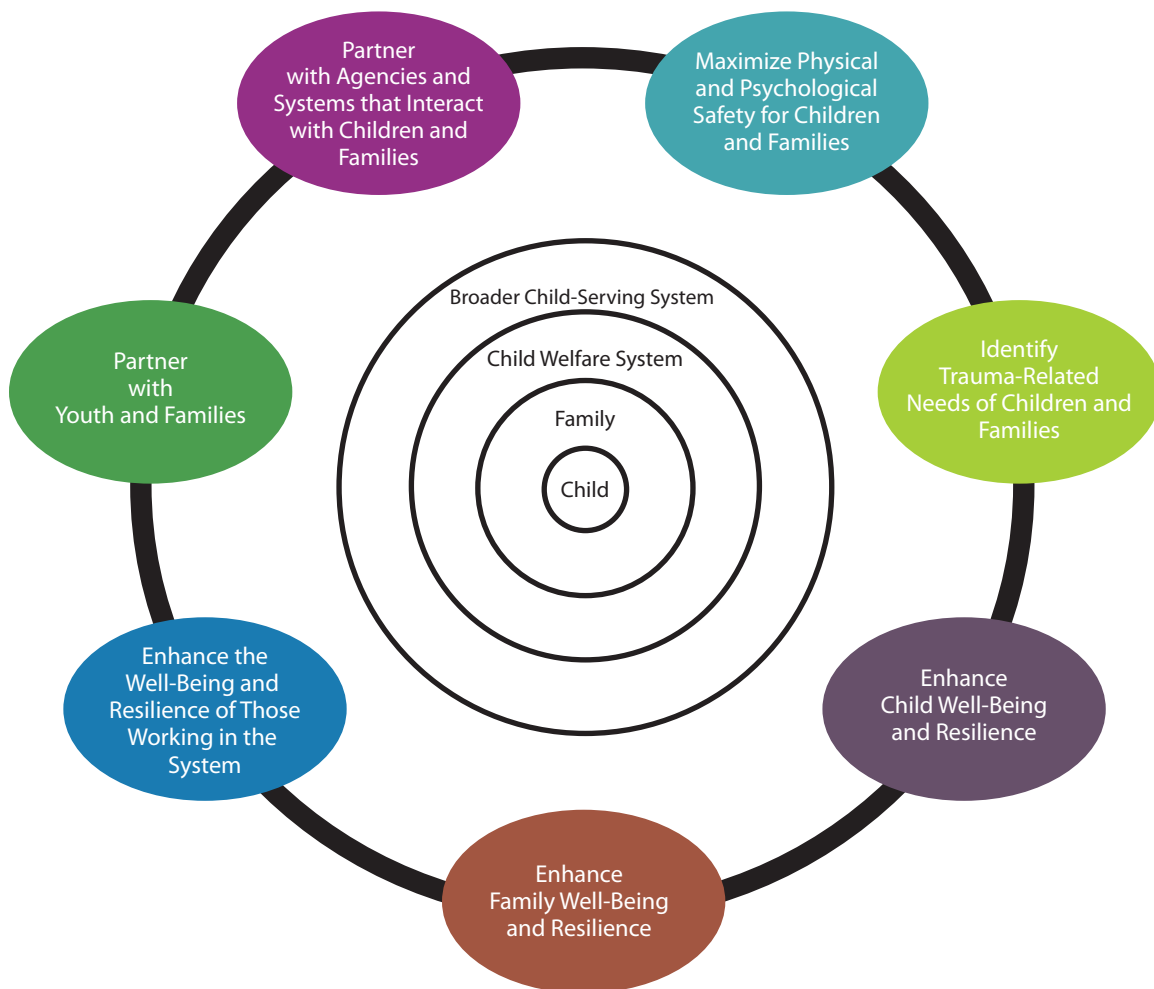 Partner
with Agencies and
Systems that Interact
with Children and
Families
Maximize Physical
and Psychological
Safety for Children
and Families
Broader Child-Serving System
Child Welfare System
Family
Child
Partner
with
Youth and Families
Identify
Trauma-Related
Needs of Children and
Families
Enhance the
Well-Being and
Resilience of Those
Working in the
System
Enhance
Child Well-Being
and Resilience
Enhance
Family Well-Being
and Resilience